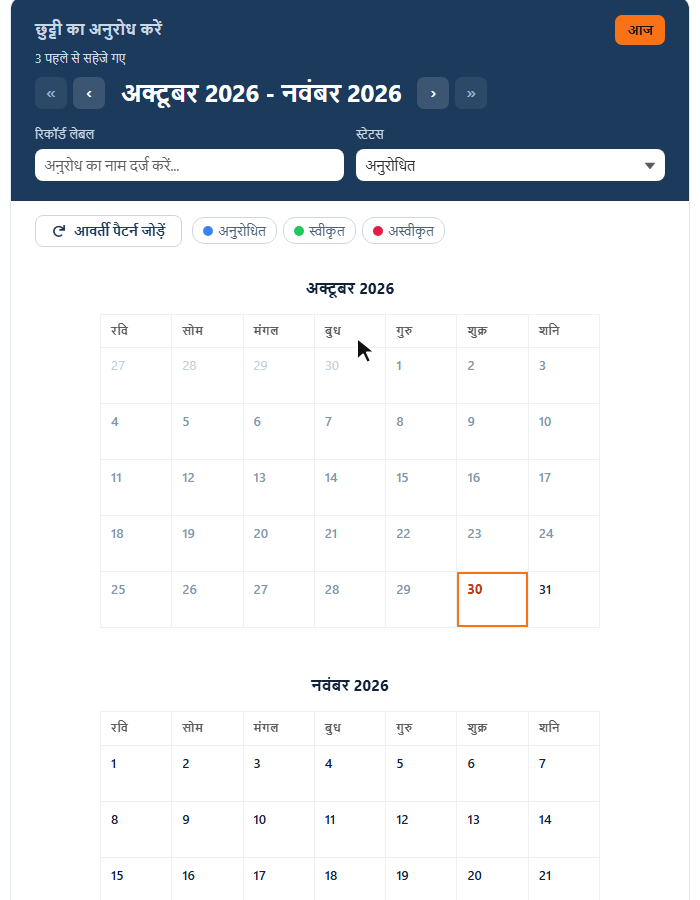 छुट्टी का अनुरोध करें
आज
3 पहले से सहेजे गए
« ‹ अक्टूबर 2026 - नवंबर 2026 › »
रिकॉर्ड लेबल स्टेटस
अनुरोध का नाम दर्ज करें... अनुरोधित
आवर्ती पैटर्न जोड़ें अनुरोधित स्वीकृत अस्वीकृत
अक्टूबर 2026
रवि सोम मंगल बुध गुरु शुक्र शनि
27 28 29 30 1 2 3
4 5 6 7 8 9 10
11 12 13 14 15 16 17
18 19 20 21 22 23 24
25 26 27 28 29 30 31
नवंबर 2026
रवि सोम मंगल बुध गुरु शुक्र शनि
1 2 3 4 5 6 7
8 9 10 11 12 13 14
15 16 17 18 19 20 21